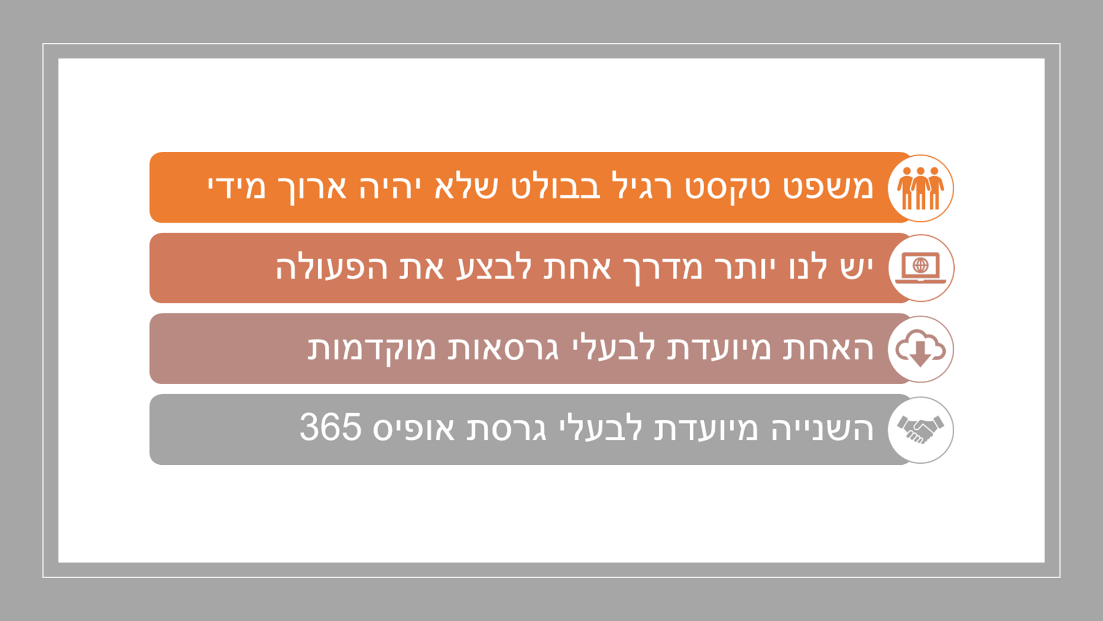 משפט טקסט רגיל בבולט שלא יהיה ארוך מידי
יש לנו יותר מדרך אחת לבצע את הפעולה
האחת מיועדת לבעלי גרסאות מוקדמות
השנייה מיועדת לבעלי גרסת אופיס 365